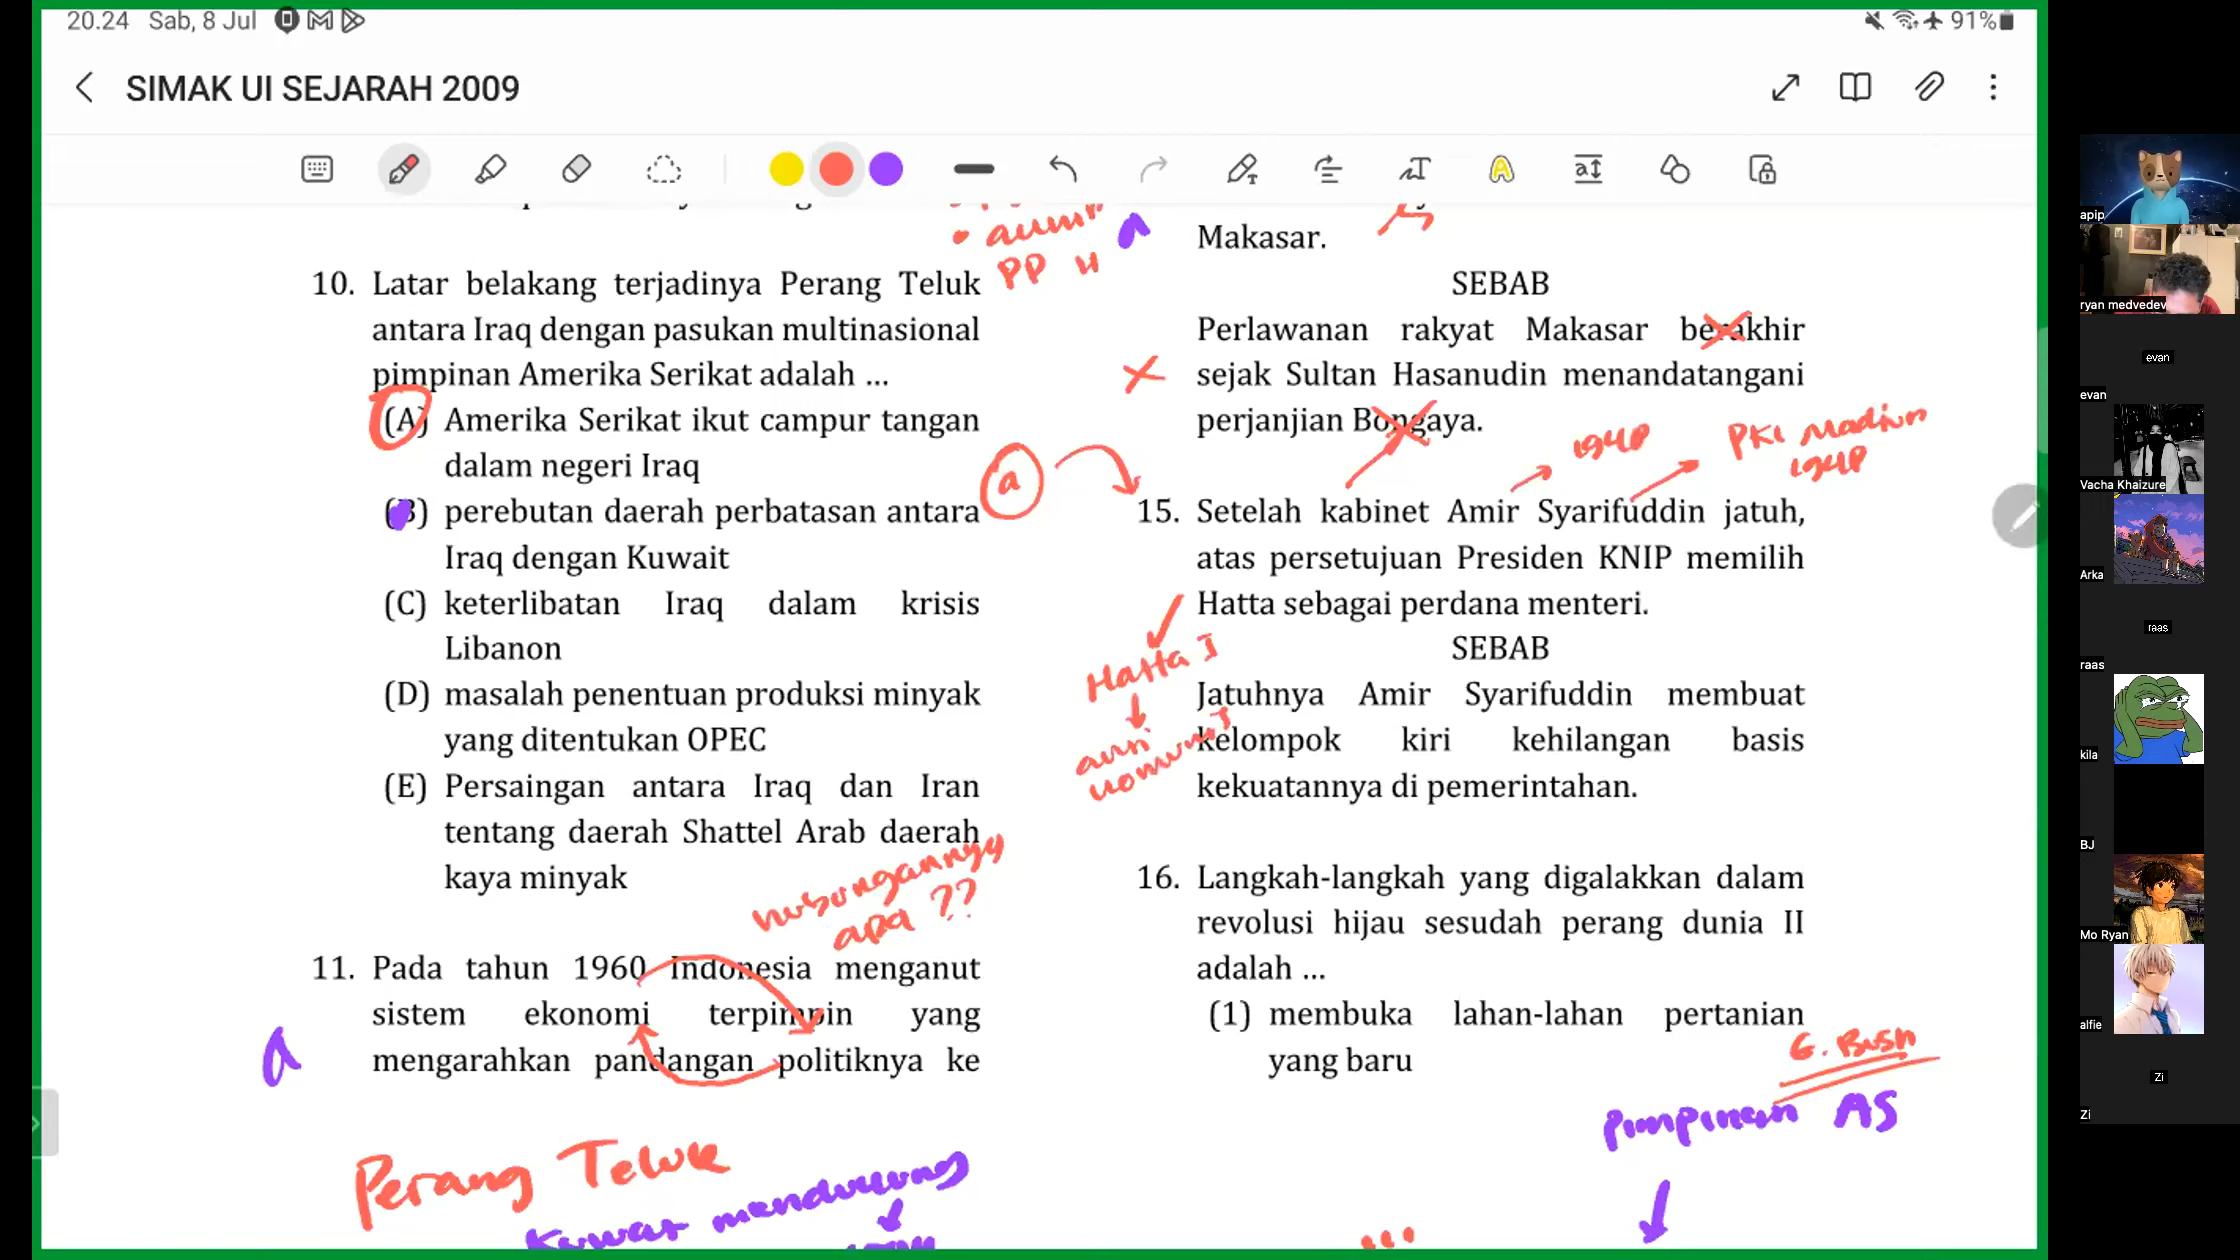 20.24 Sab, 8 Jul
91%
SIMAK UI SEJARAH 2009
PP
10. Latar belakang terjadinya Perang Teluk
antara Iraq dengan pasukan multinasional
pimpinan Amerika Serikat adalah ...
(A) Amerika Serikat ikut campur tangan
dalam negeri Iraq
(B) perebutan daerah perbatasan antara
Iraq dengan Kuwait
(C) keterlibatan Iraq dalam krisis
Libanon
(D) masalah penentuan produksi minyak
yang ditentukan OPEC
(E) Persaingan antara Iraq dan Iran
tentang daerah Shattel Arab daerah
kaya minyak
hubungannya
apa ??
11. Pada tahun 1960 Indonesia menganut
sistem ekonomi terpimpin yang
mengarahkan pandangan politiknya ke
a
Perang Teluk
Kuwait mendukung
a
Makasar.
SEBAB
Perlawanan rakyat Makasar berakhir
sejak Sultan Hasanudin menandatangani
perjanjian Bongaya.
1948
PKI Madiun
1948
a
15. Setelah kabinet Amir Syarifuddin jatuh,
atas persetujuan Presiden KNIP memilih
Hatta sebagai perdana menteri.
SEBAB
Hatta I
Jatuhnya Amir Syarifuddin membuat
kelompok kiri kehilangan basis
kekuatannya di pemerintahan.
16. Langkah-langkah yang digalakkan dalam
revolusi hijau sesudah perang dunia II
adalah ...
(1) membuka lahan-lahan pertanian
yang baru
G. Bush
pimpinan AS
apip
ryan medvedev
evan
evan
Vacha Khaizure
Arka
raas
raas
kila
BJ
Mo Ryan
alfie
Zi
Zi